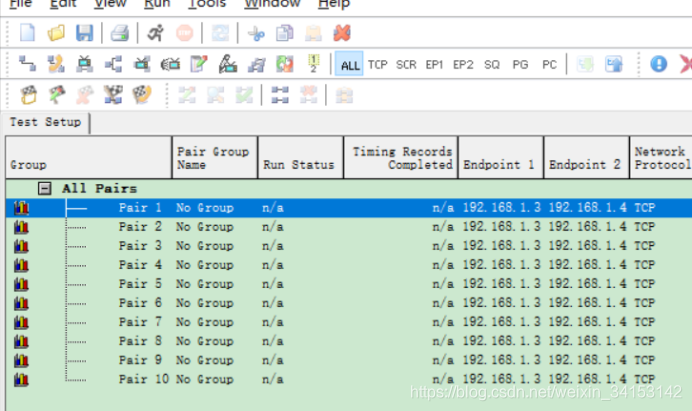 File Edit View Run Tools Window Help
1 2
ALL TCP SCR EP1 EP2 SQ PG PC
Test Setup
Group Pair Group Name Run Status Timing Records Completed Endpoint 1 Endpoint 2 Network Protocol
All Pairs
Pair 1 No Group n/a n/a 192.168.1.3 192.168.1.4 TCP
Pair 2 No Group n/a n/a 192.168.1.3 192.168.1.4 TCP
Pair 3 No Group n/a n/a 192.168.1.3 192.168.1.4 TCP
Pair 4 No Group n/a n/a 192.168.1.3 192.168.1.4 TCP
Pair 5 No Group n/a n/a 192.168.1.3 192.168.1.4 TCP
Pair 6 No Group n/a n/a 192.168.1.3 192.168.1.4 TCP
Pair 7 No Group n/a n/a 192.168.1.3 192.168.1.4 TCP
Pair 8 No Group n/a n/a 192.168.1.3 192.168.1.4 TCP
Pair 9 No Group n/a n/a 192.168.1.3 192.168.1.4 TCP
Pair 10 No Group n/a n/a 192.168.1.3 192.168.1.4 TCP
https://blog.csdn.net/weixin_34153142